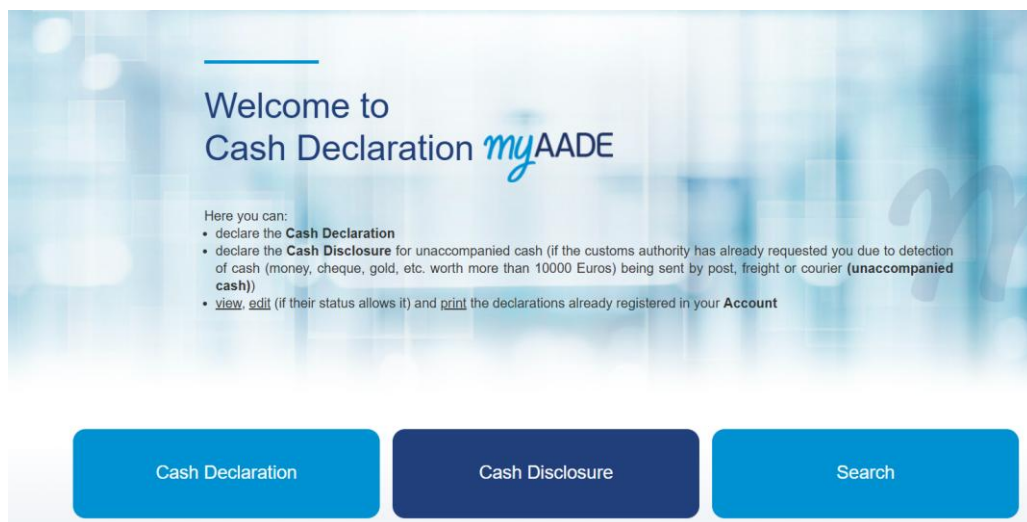 Welcome to
Cash Declaration myAADE
Here you can:
• declare the Cash Declaration
• declare the Cash Disclosure for unaccompanied cash (if the customs authority has already requested you due to detection
of cash (money, cheque, gold, etc. worth more than 10000 Euros) being sent by post, freight or courier (unaccompanied
cash))
• view, edit (if their status allows it) and print the declarations already registered in your Account
Cash Declaration
Cash Disclosure
Search